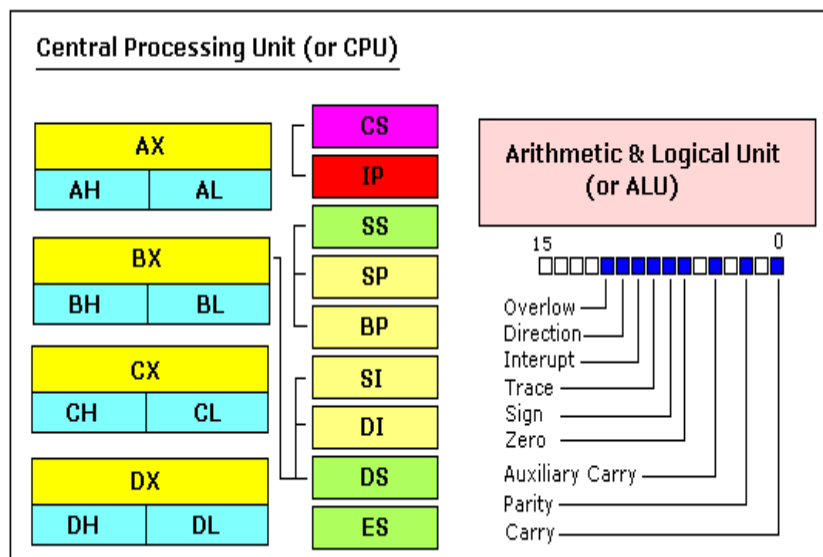 Central Processing Unit (or CPU)
AX
AH AL
BX
BH BL
CX
CH CL
DX
DH DL
CS
IP
SS
SP
BP
SI
DI
DS
ES
Arithmetic & Logical Unit
(or ALU)
15 0
Overlow
Direction
Interupt
Trace
Sign
Zero
Auxiliary Carry
Parity
Carry